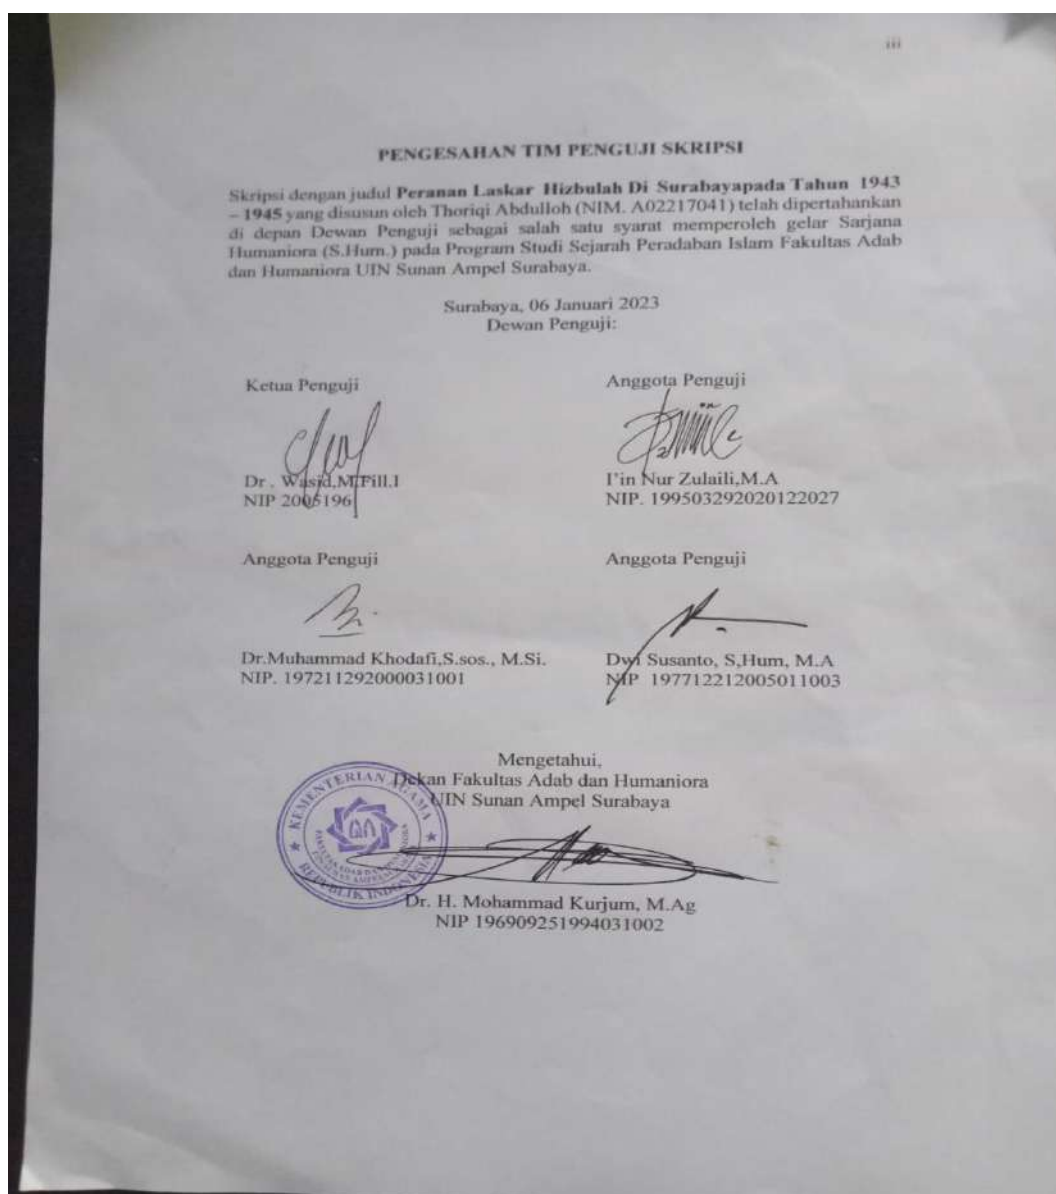 iii
PENGESAHAN TIM PENGUJI SKRIPSI
Skripsi dengan judul Peranan Laskar Hizbulah Di Surabayapada Tahun 1943
– 1945 yang disusun oleh Thoriqi Abdulloh (NIM. A02217041) telah dipertahankan
di depan Dewan Penguji sebagai salah satu syarat memperoleh gelar Sarjana
Humaniora (S.Hum.) pada Program Studi Sejarah Peradaban Islam Fakultas Adab
dan Humaniora UIN Sunan Ampel Surabaya.
Surabaya, 06 Januari 2023
Dewan Penguji:
Ketua Penguji
Dr . Wasid,M.Fill.I
NIP 2005196
Anggota Penguji
I'in Nur Zulaili,M.A
NIP. 199503292020122027
Anggota Penguji
Dr.Muhammad Khodafi,S.sos., M.Si.
NIP. 197211292000031001
Anggota Penguji
Dwi Susanto, S,Hum, M.A
NIP 197712212005011003
Mengetahui,
Dekan Fakultas Adab dan Humaniora
UIN Sunan Ampel Surabaya
KEMENTERIAN AGAMA
REPUBLIK INDONESIA
Dr. H. Mohammad Kurjum, M.Ag
NIP 196909251994031002